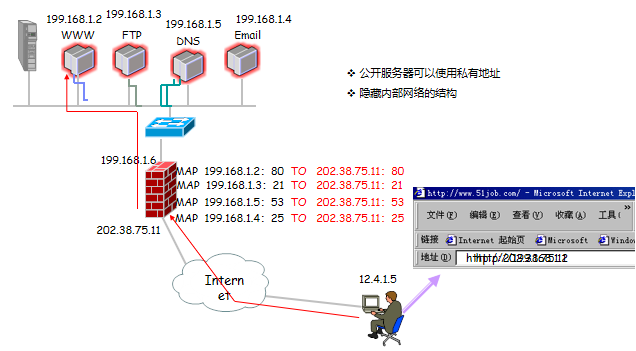 199.168.1.2
199.168.1.3
199.168.1.5
199.168.1.4
WWW
FTP
DNS
Email
❖ 公开服务器可以使用私有地址
❖ 隐藏内部网络的结构
199.168.1.6
MAP 199.168.1.2: 80 TO 202.38.75.11: 80
MAP 199.168.1.3: 21 TO 202.38.75.11: 21
MAP 199.168.1.5: 53 TO 202.38.75.11: 53
MAP 199.168.1.4: 25 TO 202.38.75.11: 25
202.38.75.11
Intern
et
12.4.1.5
http://www.51job.com/ - Microsoft Internet Expl
文件(F) 编辑(E) 查看(V) 收藏(A) 工具(
链接 Internet 起始页 Microsoft Window
地址(D)